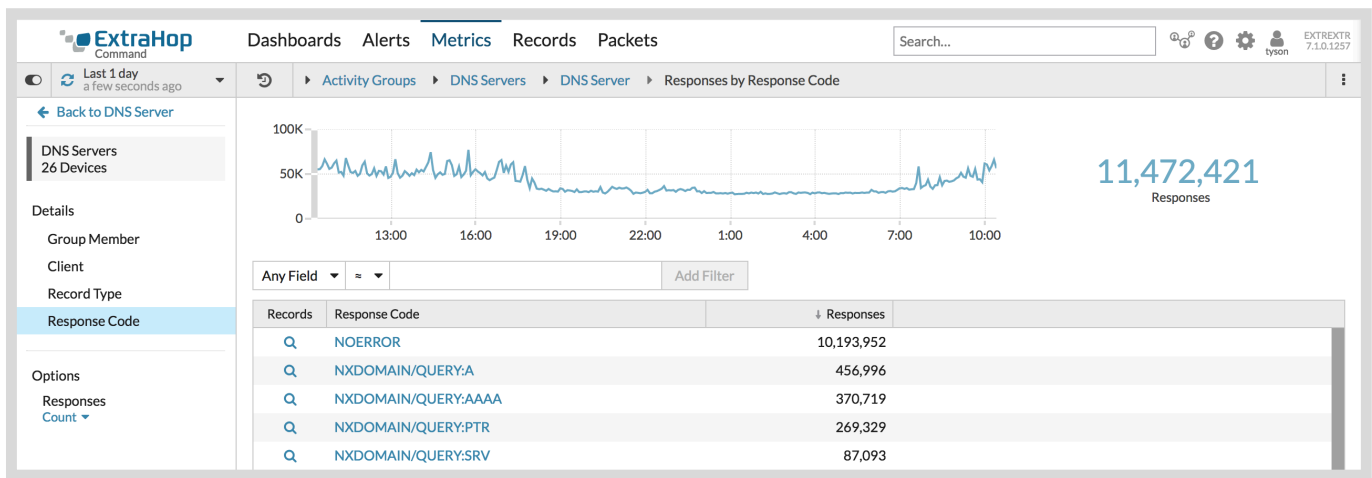 ExtraHop
Command
Dashboards Alerts Metrics Records Packets
Search...
tyson
EXTREXTR
7.1.0.1257
Last 1 day
a few seconds ago
Activity Groups DNS Servers DNS Server Responses by Response Code
Back to DNS Server
DNS Servers
26 Devices
Details
Group Member
Client
Record Type
Response Code
Options
Responses
Count
100K
50K
0
13:00 16:00 19:00 22:00 1:00 4:00 7:00 10:00
11,472,421
Responses
Any Field ≈ Add Filter
Records Response Code ↓ Responses
NOERROR 10,193,952
NXDOMAIN/QUERY:A 456,996
NXDOMAIN/QUERY:AAAA 370,719
NXDOMAIN/QUERY:PTR 269,329
NXDOMAIN/QUERY:SRV 87,093